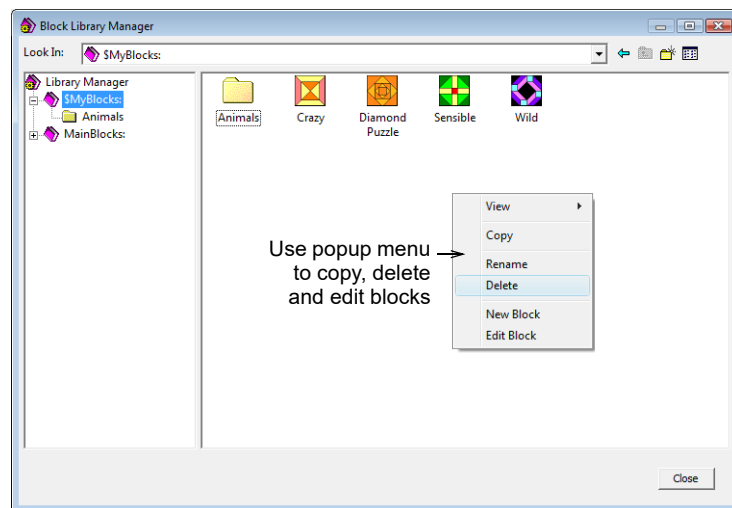 Block Library Manager
Look In: $MyBlocks:
Library Manager
$MyBlocks:
Animals
MainBlocks:
Animals
Crazy
Diamond
Puzzle
Sensible
Wild
Use popup menu
to copy, delete
and edit blocks
View
Copy
Rename
Delete
New Block
Edit Block
Close